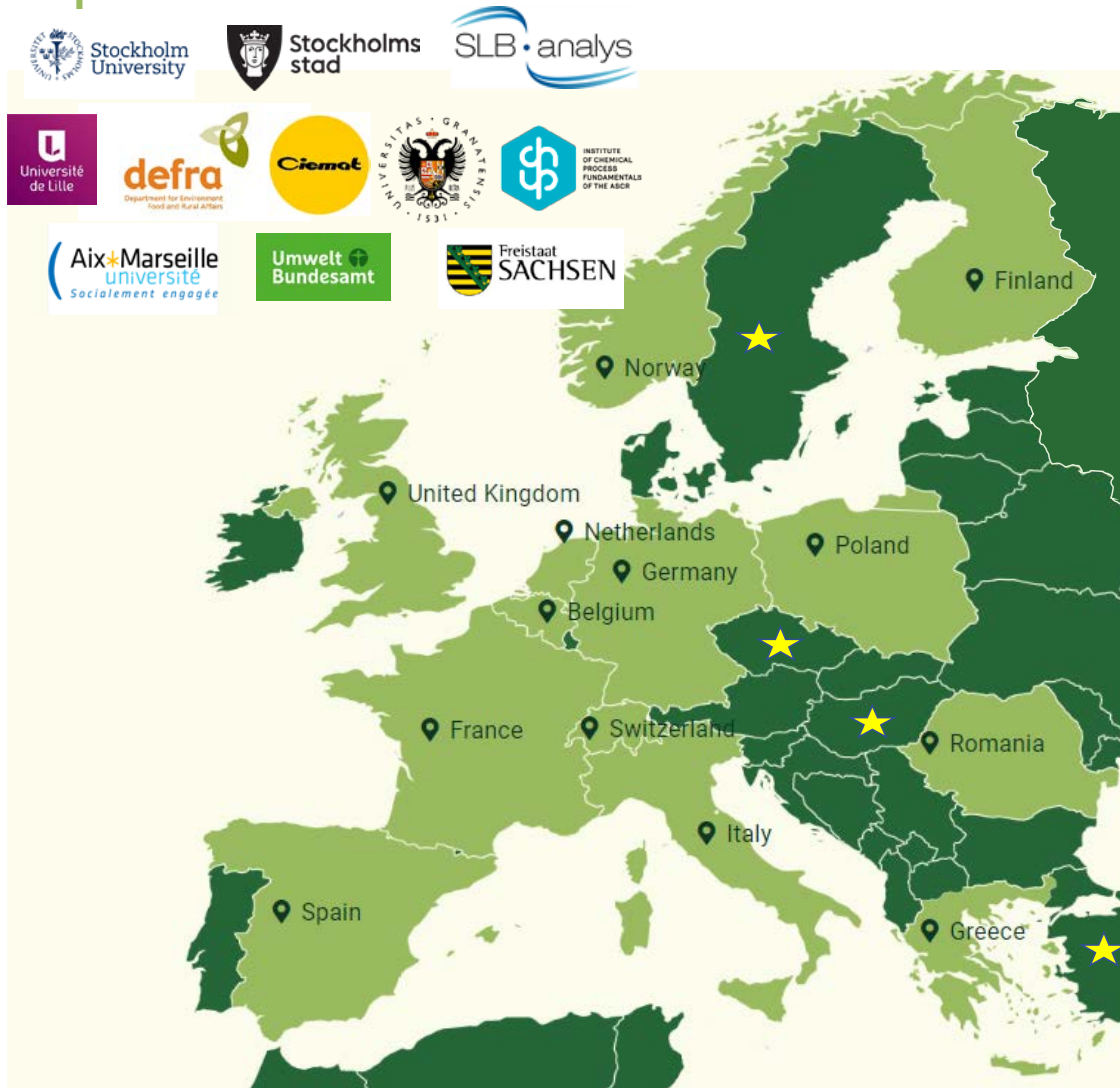 Stockholm
University
Stockholms
stad
SLB·analys
Université
de Lille
defra
Department for Environment
Food and Rural Affairs
Ciemat
UNIVERSITAS · GRANATENSIS
· 1531 ·
INSTITUTE
OF CHEMICAL
PROCESS
FUNDAMENTALS
OF THE ASCR
Aix*Marseille
université
Socialement engagée
Umwelt
Bundesamt
Freistaat
SACHSEN
Finland
Norway
United Kingdom
Netherlands
Poland
Germany
Belgium
France
Switzerland
Romania
Italy
Spain
Greece